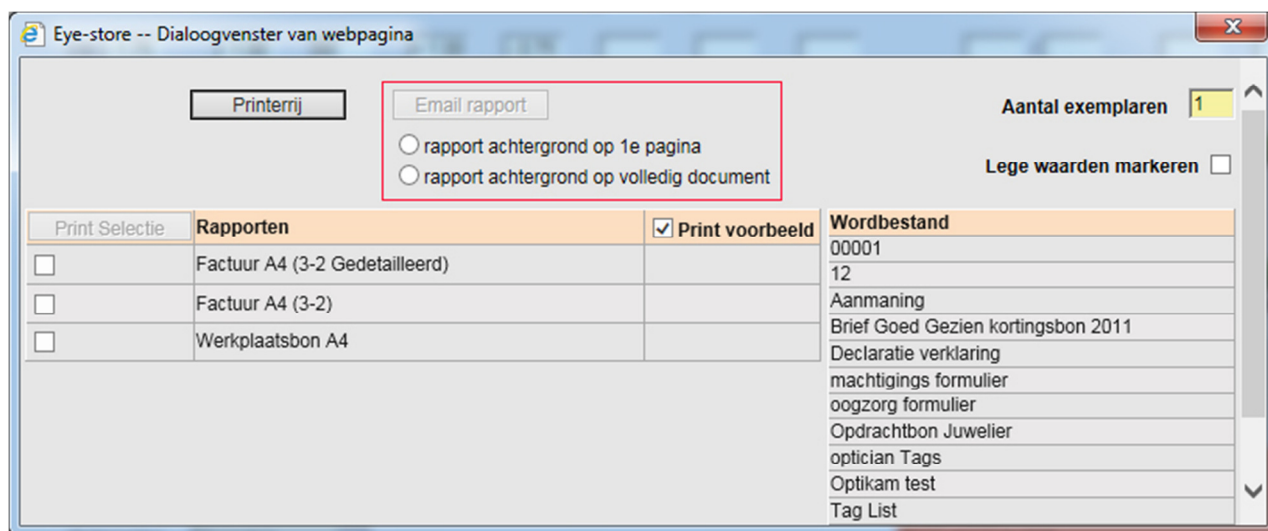 Eye-store -- Dialoogvenster van webpagina
Printerrij
Email rapport
Aantal exemplaren 1
rapport achtergrond op 1e pagina
Lege waarden markeren
rapport achtergrond op volledig document
Print Selectie
Rapporten
Print voorbeeld
Factuur A4 (3-2 Gedetailleerd)
Factuur A4 (3-2)
Werkplaatsbon A4
Wordbestand
00001
12
Aanmaning
Brief Goed Gezien kortingsbon 2011
Declaratie verklaring
machtigings formulier
oogzorg formulier
Opdrachtbon Juwelier
optician Tags
Optikam test
Tag List